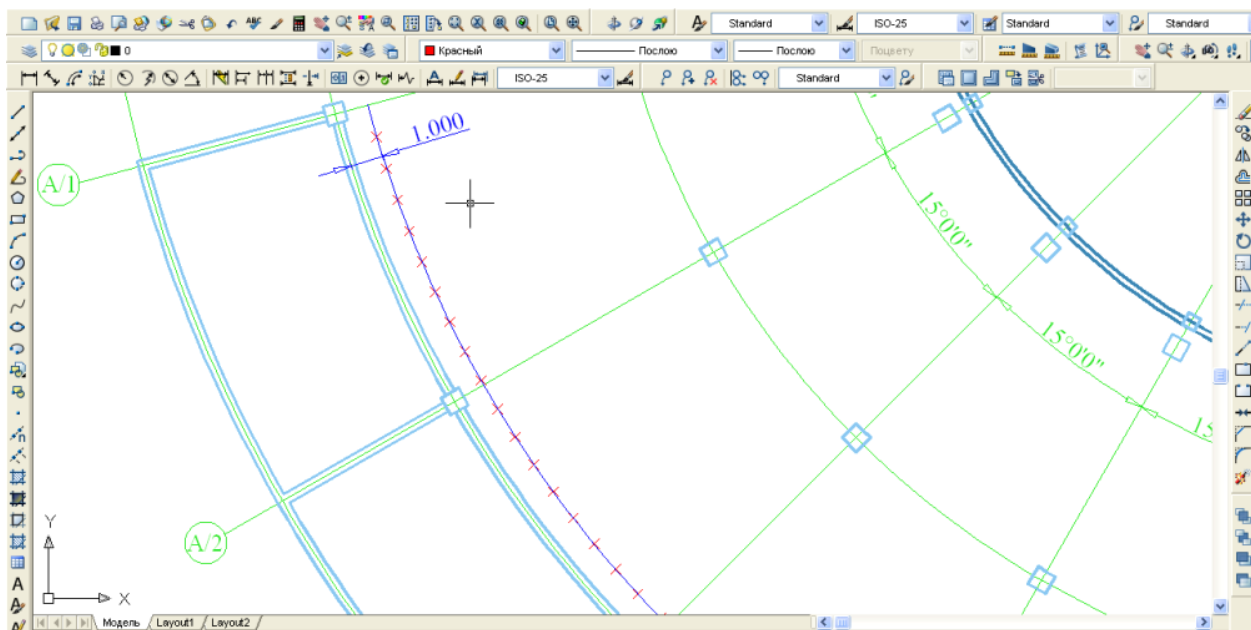 Standard ISO-25 Standard Standard
0 Красный Послою Послою Поцвету
ISO-25 Standard
1.000
A/1
15°0'0"
15°0'0"
15
A/2
Y
X
Модель Layout1 Layout2